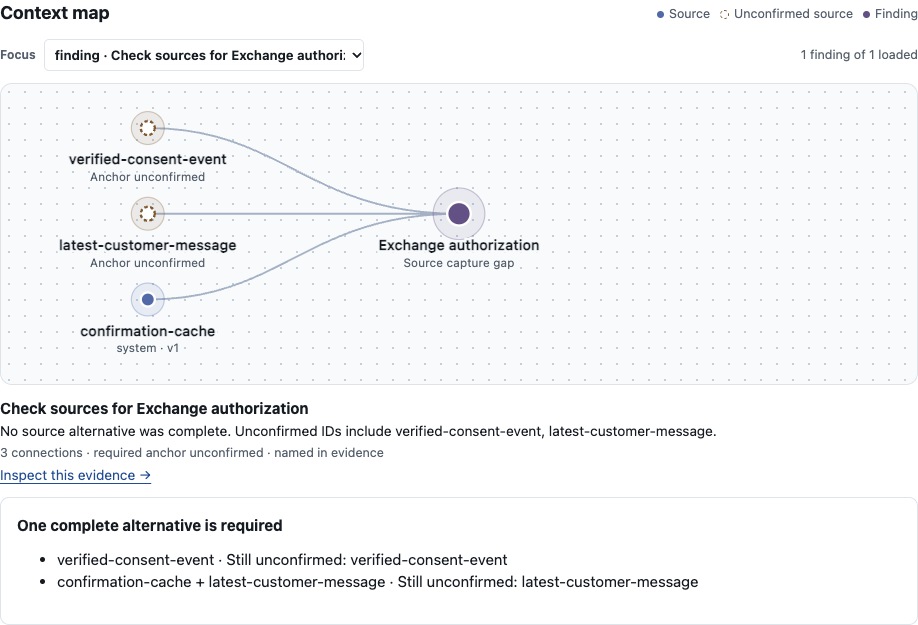 Context map
Source Unconfirmed source Finding
Focus finding · Check sources for Exchange authori: 1 finding of 1 loaded
verified-consent-event
Anchor unconfirmed
latest-customer-message
Anchor unconfirmed
Exchange authorization
Source capture gap
confirmation-cache
system · v1
Check sources for Exchange authorization
No source alternative was complete. Unconfirmed IDs include verified-consent-event, latest-customer-message.
3 connections · required anchor unconfirmed · named in evidence
Inspect this evidence →
One complete alternative is required
• verified-consent-event · Still unconfirmed: verified-consent-event
• confirmation-cache + latest-customer-message · Still unconfirmed: latest-customer-message